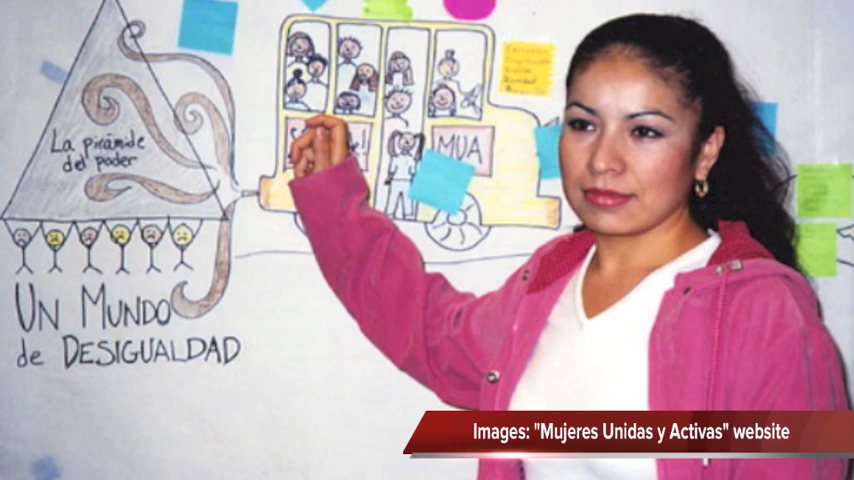 La pirámide
del poder
MUA
UN MUNDO
de DESIGUALDAD
Images: "Mujeres Unidas y Activas" website